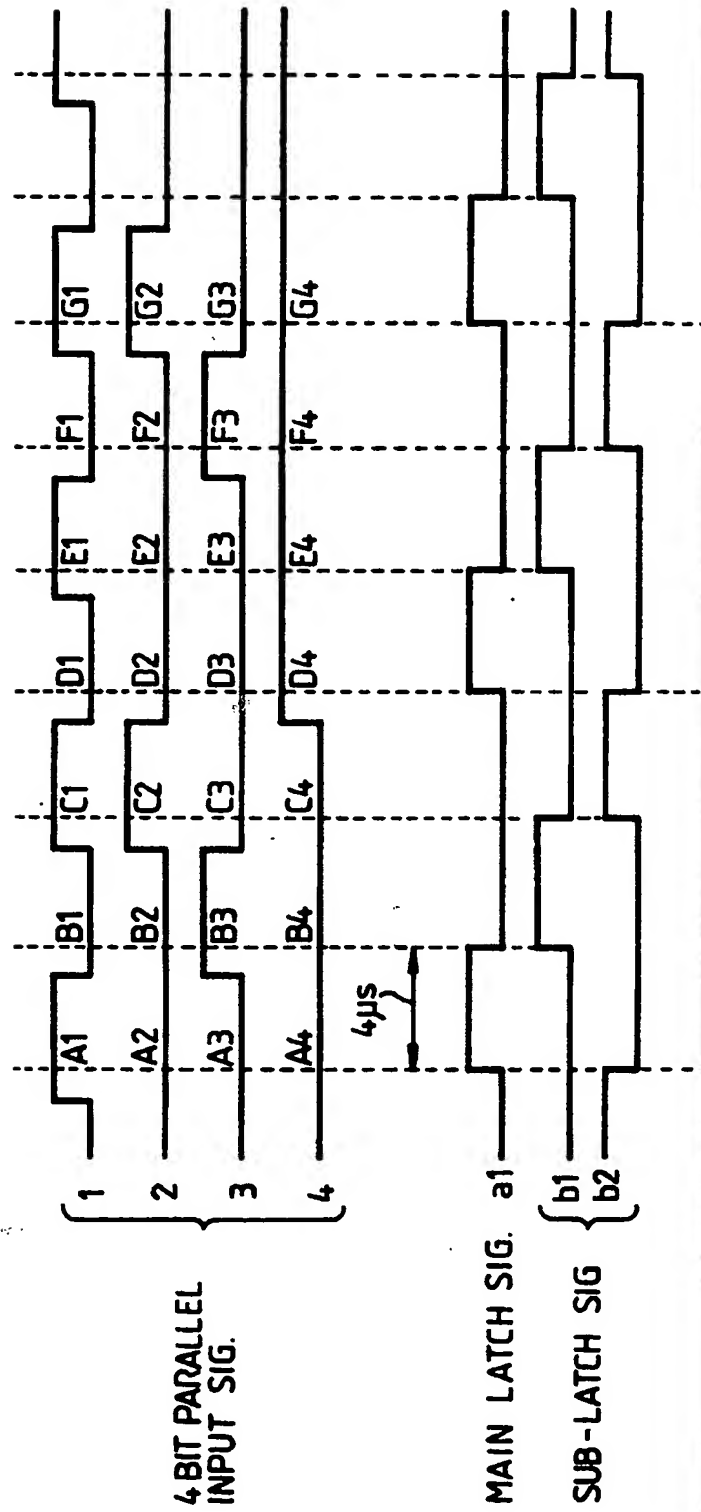 4 BIT PARALLEL
INPUT SIG.
1
A1 B1 C1 D1 E1 F1 G1
2
A2 B2 C2 D2 E2 F2 G2
3
A3 B3 C3 D3 E3 F3 G3
4
A4 B4 C4 D4 E4 F4 G4
4µs
MAIN LATCH SIG. a1
SUB-LATCH SIG
b1
b2